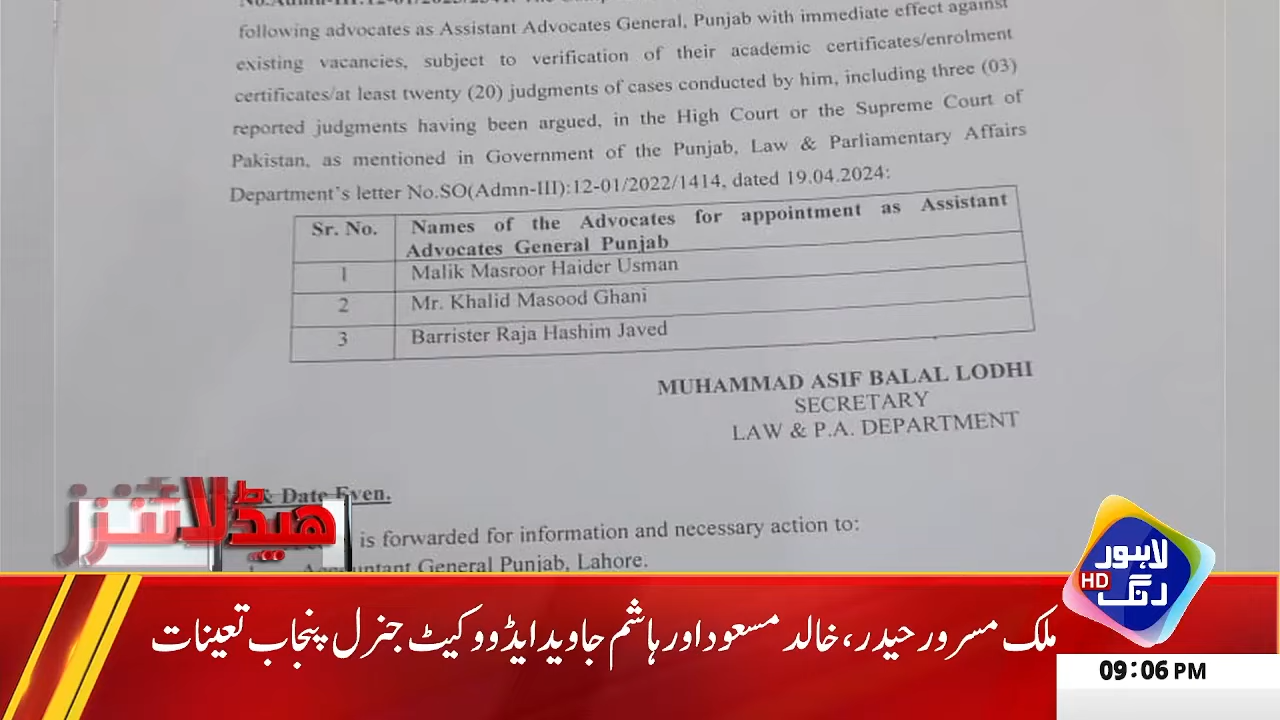 following advocates as Assistant Advocates General, Punjab with immediate effect against
existing vacancies, subject to verification of their academic certificates/enrolment
certificates/at least twenty (20) judgments of cases conducted by him, including three (03)
reported judgments having been argued, in the High Court or the Supreme Court of
Pakistan, as mentioned in Government of the Punjab, Law & Parliamentary Affairs
Department's letter No.SO(Admn-III):12-01/2022/1414, dated 19.04.2024:
Sr. No. Names of the Advocates for appointment as Assistant
Advocates General Punjab
1 Malik Masroor Haider Usman
2 Mr. Khalid Masood Ghani
3 Barrister Raja Hashim Javed
MUHAMMAD ASIF BALAL LODHI
SECRETARY
LAW & P.A. DEPARTMENT
& Date Even.
is forwarded for information and necessary action to:
Accountant General Punjab, Lahore.
ہیڈلائنز
لاہور
رنگ
HD
ملک مسرور حیدر، خالد مسعود اور ہاشم جاوید ایڈووکیٹ جنرل پنجاب تعینات
09:06 PM